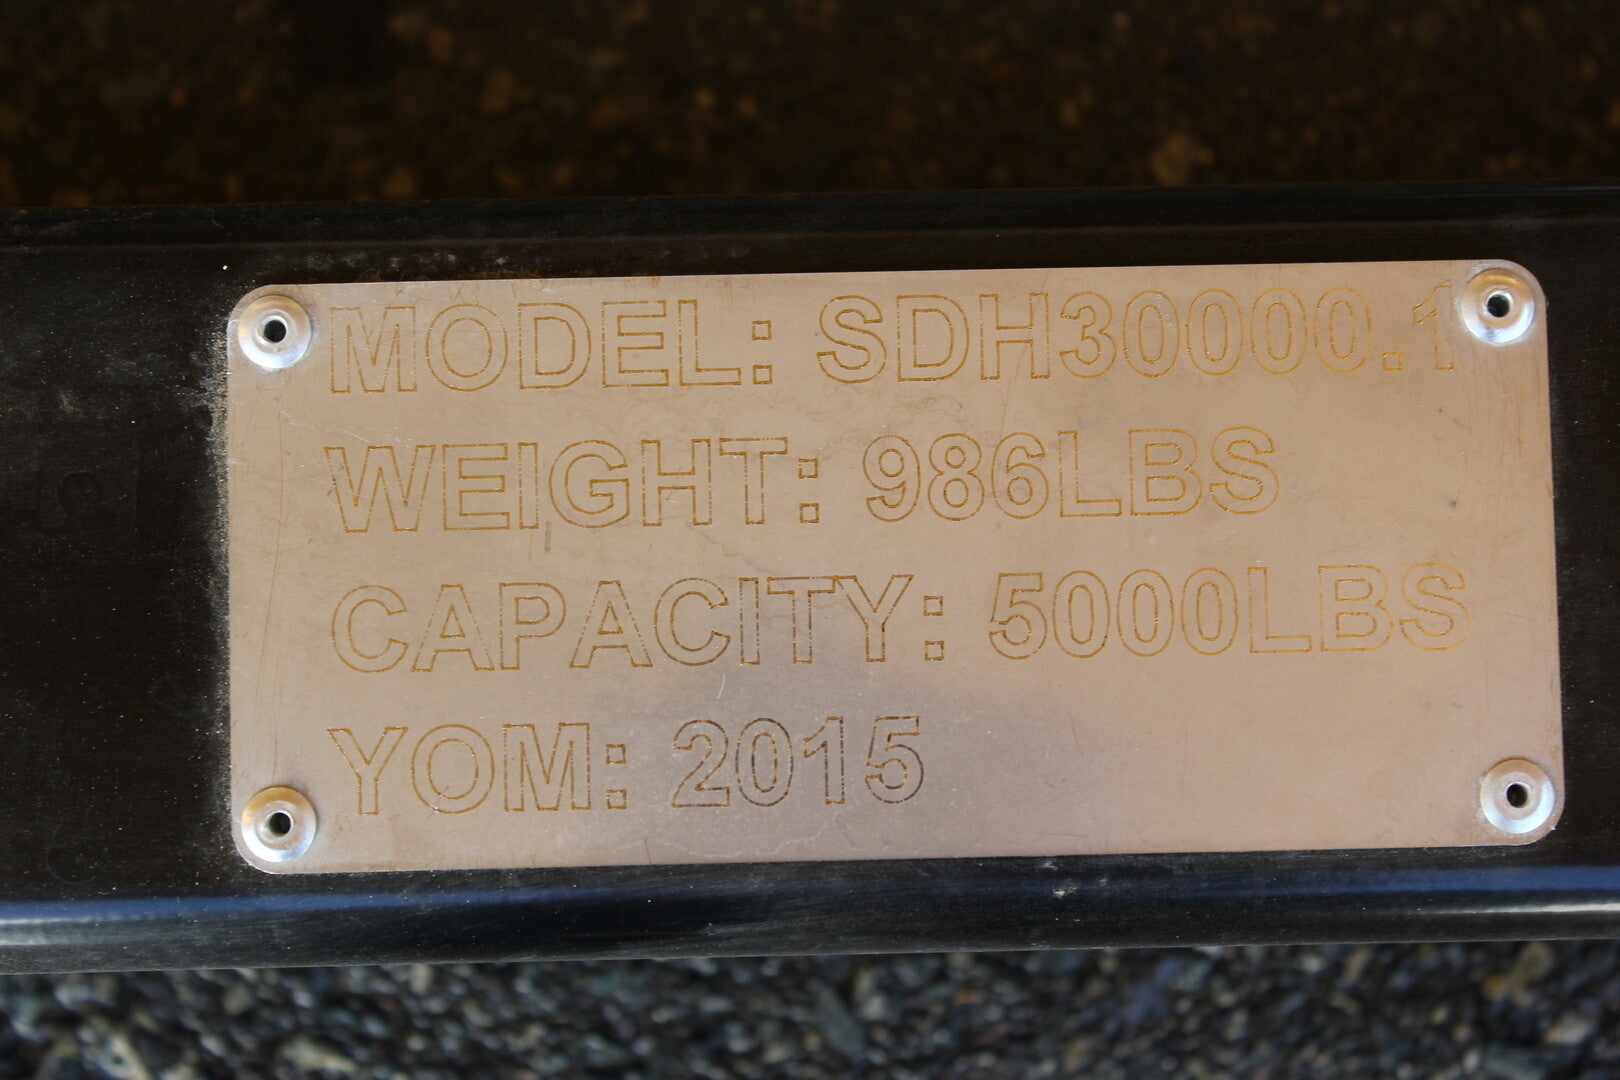 MODEL: SDH30000.1
WEIGHT: 986LBS
CAPACITY: 5000LBS
YOM: 2015